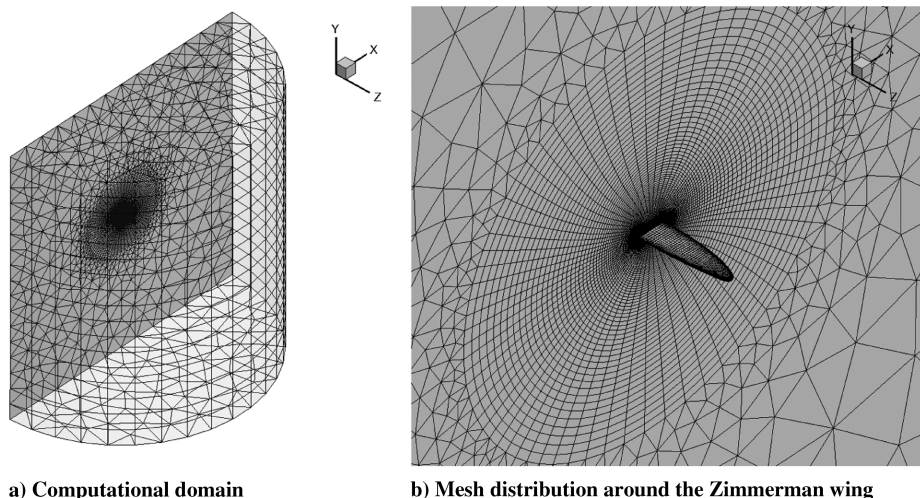 Y
X
Z
Y
X
Z
a) Computational domain
b) Mesh distribution around the Zimmerman wing